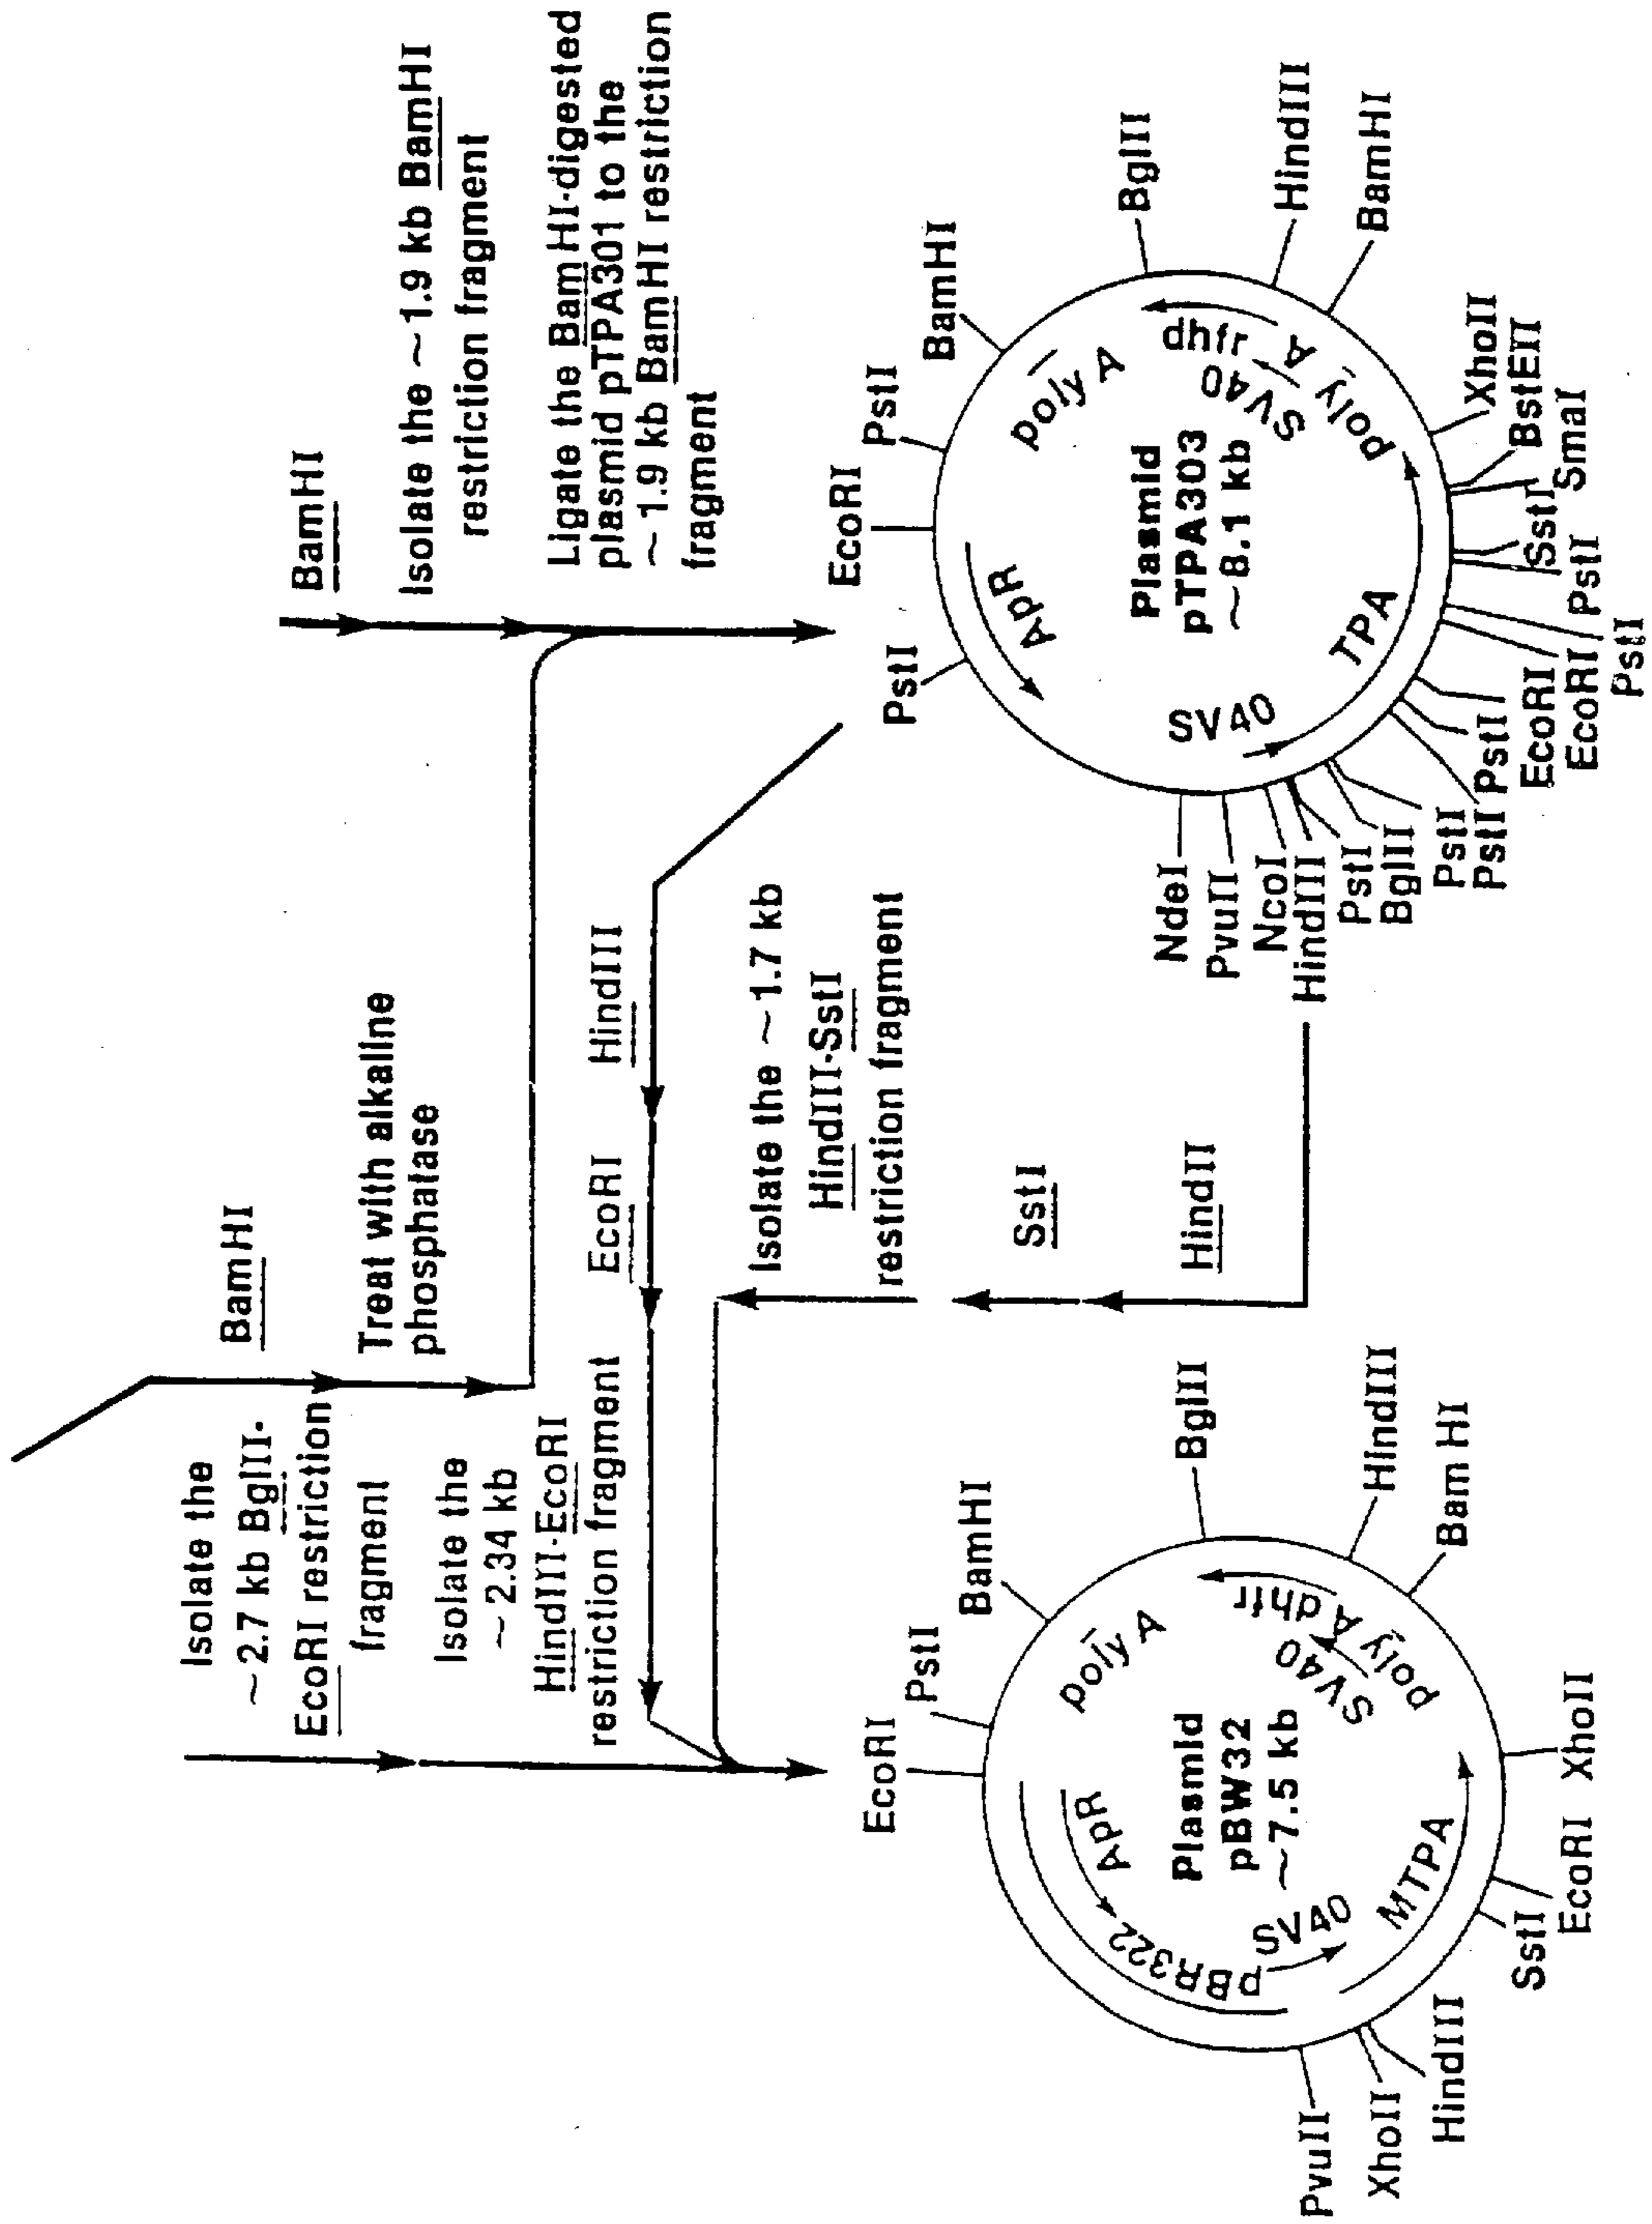 BamHI
Isolate the ~1.9 kb BamHI
restriction fragment
Ligate the BamHI-digested
plasmid pTPA301 to the
~1.9 kb BamHI restriction
fragment
BamHI
Treat with alkaline
phosphatase
Isolate the
~2.7 kb BglII-
EcoRI restriction
fragment
Isolate the
~2.34 kb
HindIII-EcoRI
restriction fragment
EcoRI
HindIII
Isolate the ~1.7 kb
HindIII-SstI
restriction fragment
SstI
HindII
EcoRI
PstI
BamHI
BglII
HindIII
Bam HI
XhoII
EcoRI
SstI
HindIII
XhoII
PvuII
ApR
pBR322
SV40
MTPA
poly A
SV40
dhfr
poly A
Plasmid
pBW32
~7.5 kb
PstI
EcoRI
PstI
BamHI
BglII
HindIII
BamHI
XhoII
BstEII
SmaI
SstI
PstI
PstI
EcoRI
EcoRI
PstI
PstI
PstI
BglII
PstI
HindIII
NcoI
PvuII
NdeI
ApR
SV40
TPA
poly A
SV40
dhfr
poly A
Plasmid
pTPA303
~8.1 kb